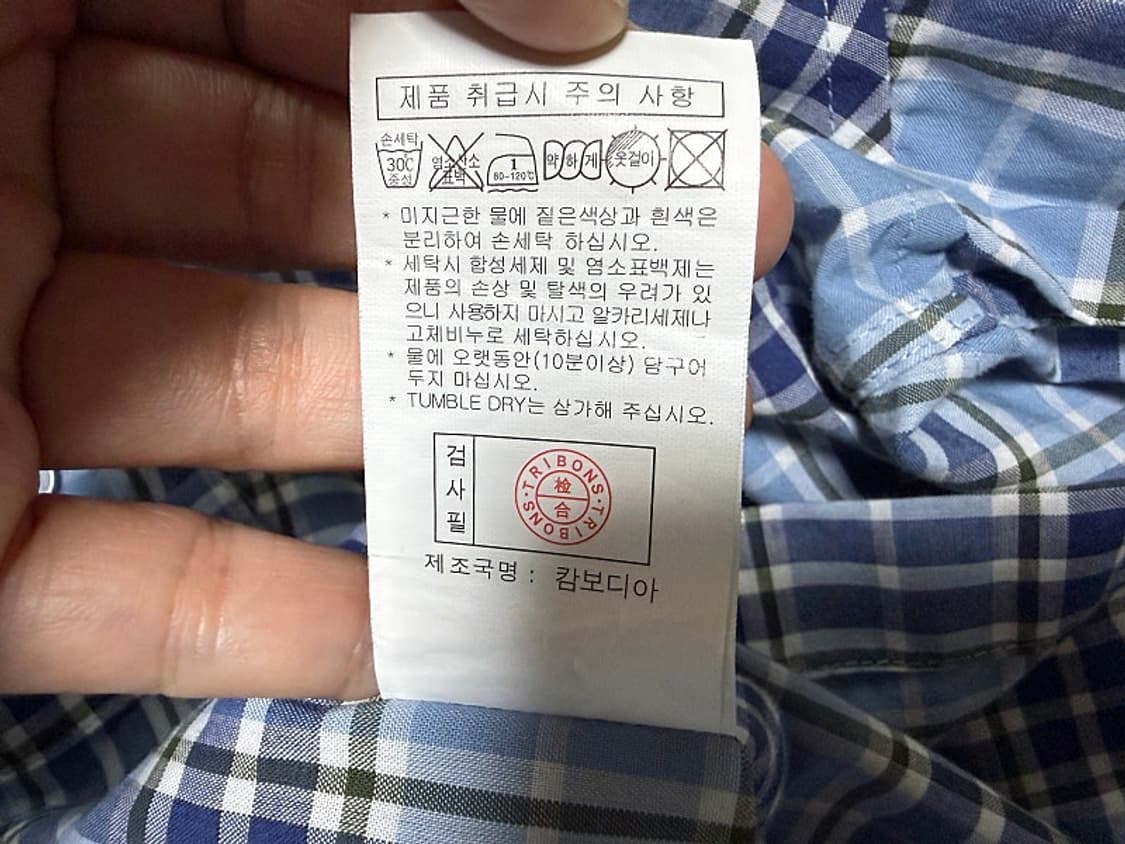 제품 취급시 주의 사항
손세탁 30℃ 중성
염소산소 표백
1 80-120℃
약하게
옷걸이
* 미지근한 물에 짙은색상과 흰색은
분리하여 손세탁 하십시오.
* 세탁시 합성세제 및 염소표백제는
제품의 손상 및 탈색의 우려가 있
으니 사용하지 마시고 알카리세제나
고체비누로 세탁하십시오.
* 물에 오랫동안(10분이상) 담구어
두지 마십시오.
* TUMBLE DRY는 삼가해 주십시오.
검사필
TRIBONS·TRIBONS·
检合
제조국명 : 캄보디아